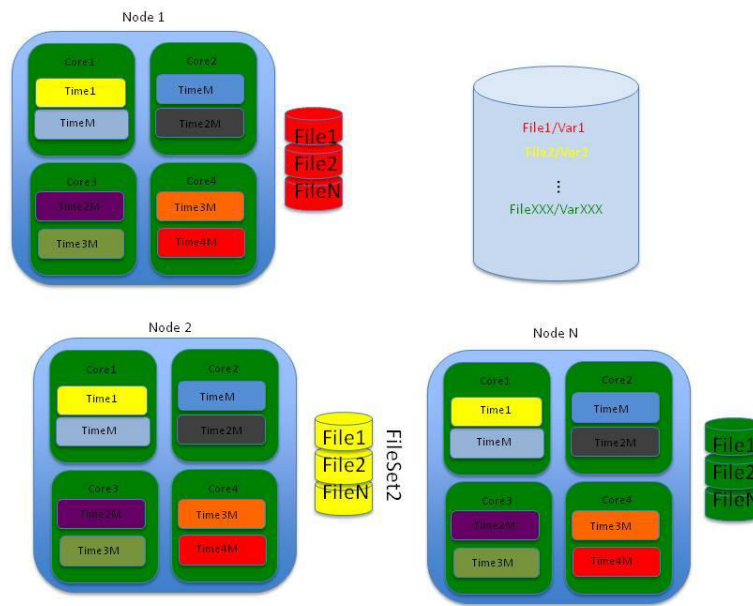 Node 1
Core1
Time1
TimeM
Core2
TimeM
Time2M
Core3
Time2M
Time3M
Core4
Time3M
Time4M
File1
File2
FileN
File1/Var1
File2/Var2
⋮
FileXXX/VarXXX
Node 2
Core1
Time1
TimeM
Core2
TimeM
Time2M
Core3
Time2M
Time3M
Core4
Time3M
Time4M
File1
File2
FileN
FileSet2
Node N
Core1
Time1
TimeM
Core2
TimeM
Time2M
Core3
Time2M
Time3M
Core4
Time3M
Time4M
File1
File2
FileN